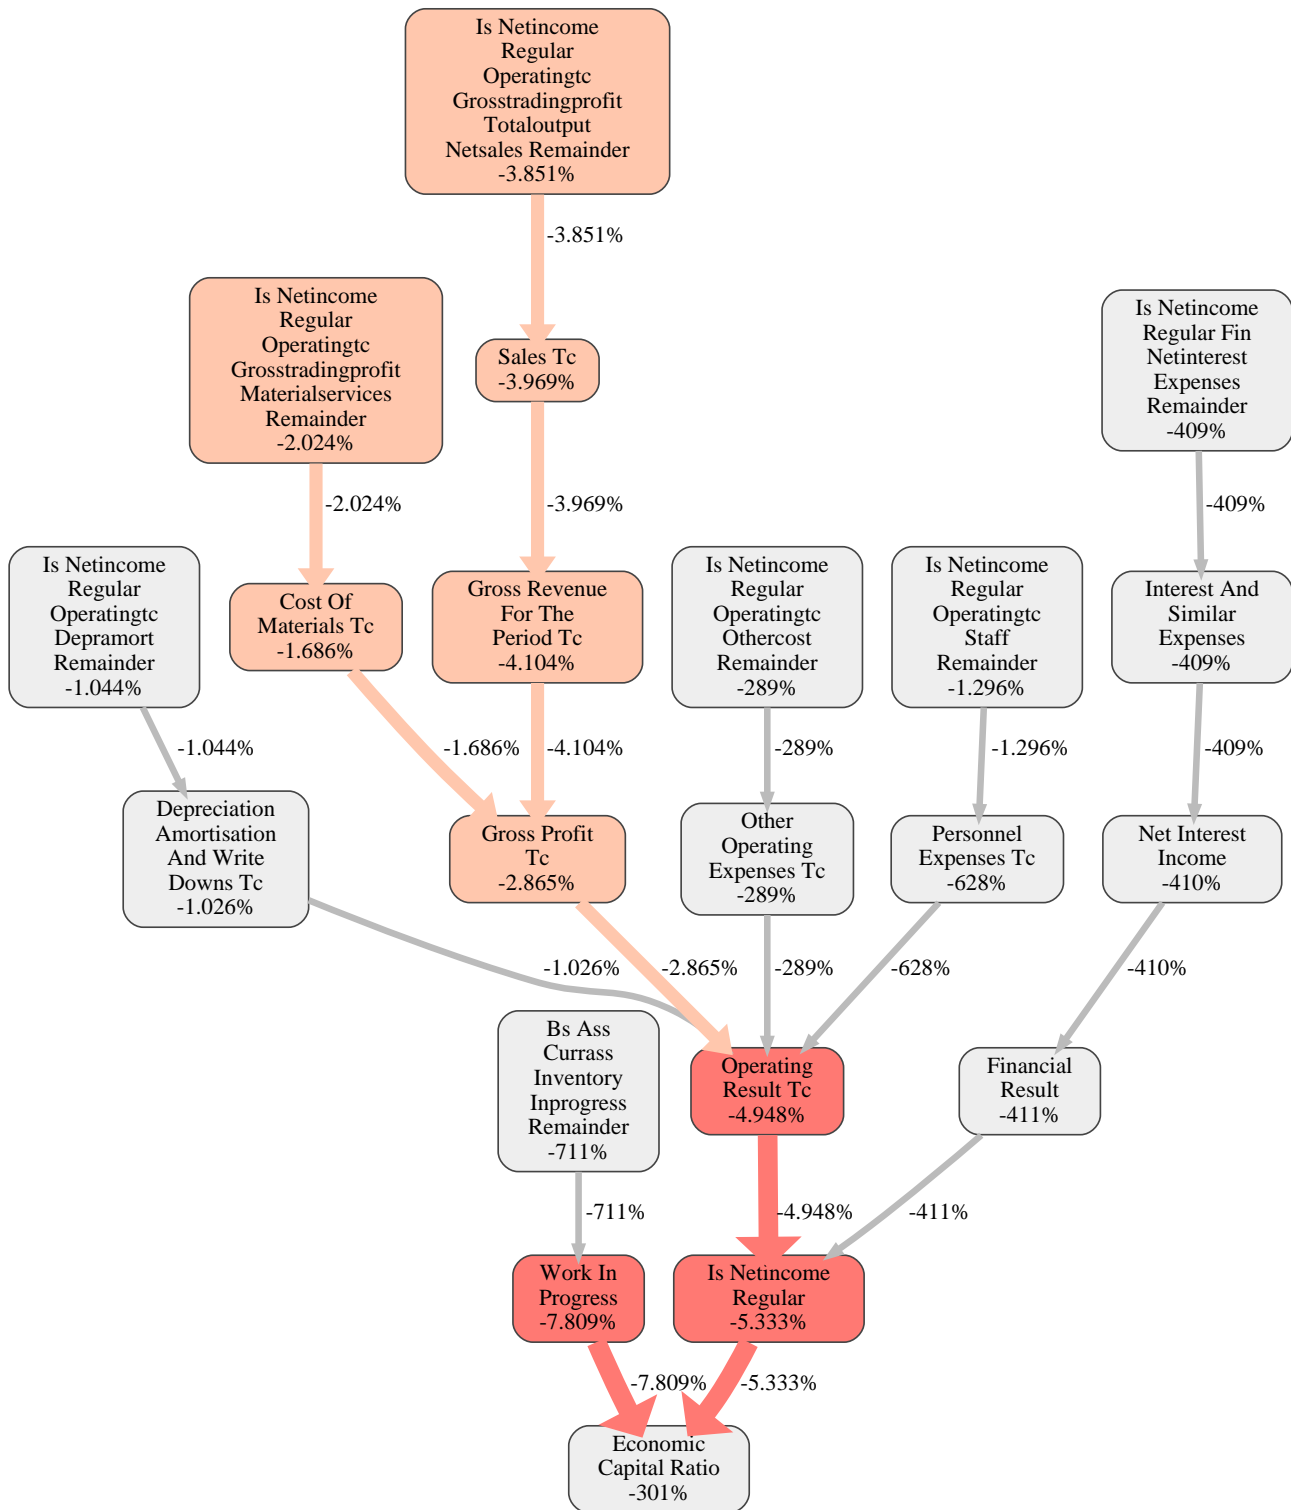 Is Netincome
Regular
Operatingtc
Grosstradingprofit
Totaloutput
Netsales Remainder
-3.851%
-3.851%
Is Netincome
Regular
Operatingtc
Grosstradingprofit
Materialservices
Remainder
-2.024%
Sales Tc
-3.969%
Is Netincome
Regular Fin
Netinterest
Expenses
Remainder
-409%
-2.024%
-3.969%
-409%
Is Netincome
Regular
Operatingtc
Depramort
Remainder
-1.044%
Cost Of
Materials Tc
-1.686%
Gross Revenue
For The
Period Tc
-4.104%
Is Netincome
Regular
Operatingtc
Othercost
Remainder
-289%
Is Netincome
Regular
Operatingtc
Staff
Remainder
-1.296%
Interest And
Similar
Expenses
-409%
-1.044%
-1.686%
-4.104%
-289%
-1.296%
-409%
Depreciation
Amortisation
And Write
Downs Tc
-1.026%
Gross Profit
Tc
-2.865%
Other
Operating
Expenses Tc
-289%
Personnel
Expenses Tc
-628%
Net Interest
Income
-410%
-1.026%
-2.865%
-289%
-628%
-410%
Bs Ass
Currass
Inventory
Inprogress
Remainder
-711%
Operating
Result Tc
-4.948%
Financial
Result
-411%
-711%
-4.948%
-411%
Work In
Progress
-7.809%
Is Netincome
Regular
-5.333%
-7.809%
-5.333%
Economic
Capital Ratio
-301%